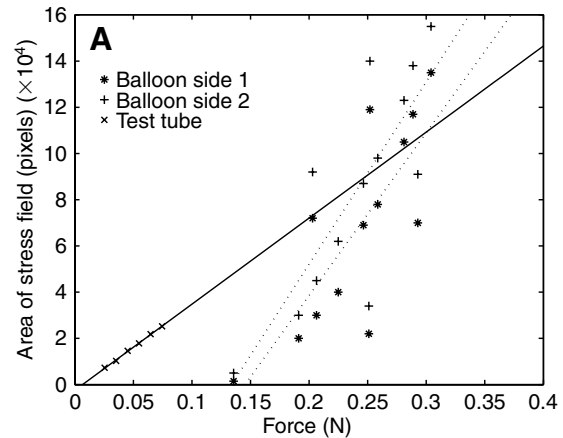 A
Balloon side 1
Balloon side 2
Test tube
Area of stress field (pixels) (×10⁴)
16
14
12
10
8
6
4
2
0
0 0.05 0.1 0.15 0.2 0.25 0.3 0.35 0.4
Force (N)